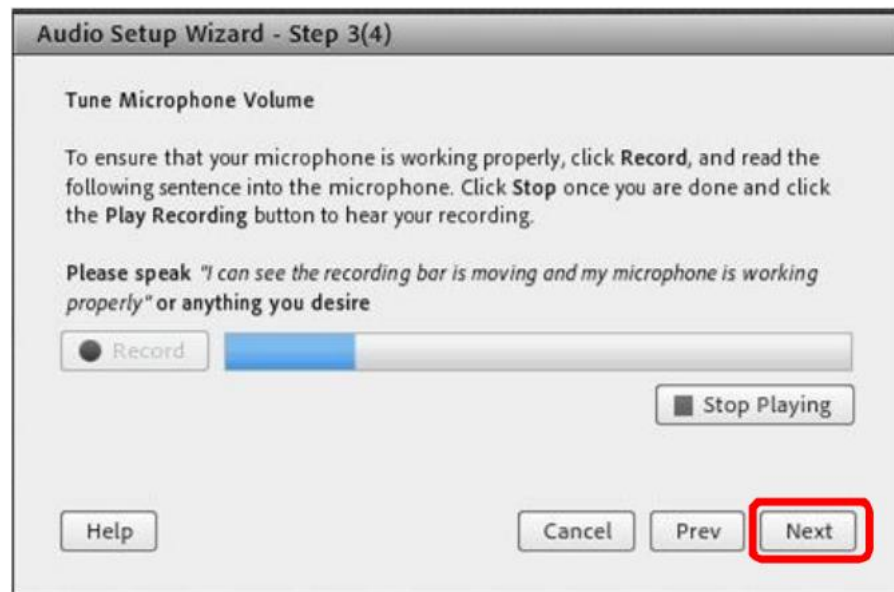 Audio Setup Wizard - Step 3(4)
Tune Microphone Volume
To ensure that your microphone is working properly, click Record, and read the
following sentence into the microphone. Click Stop once you are done and click
the Play Recording button to hear your recording.
Please speak "I can see the recording bar is moving and my microphone is working
properly" or anything you desire
Record
Stop Playing
Help
Cancel
Prev
Next